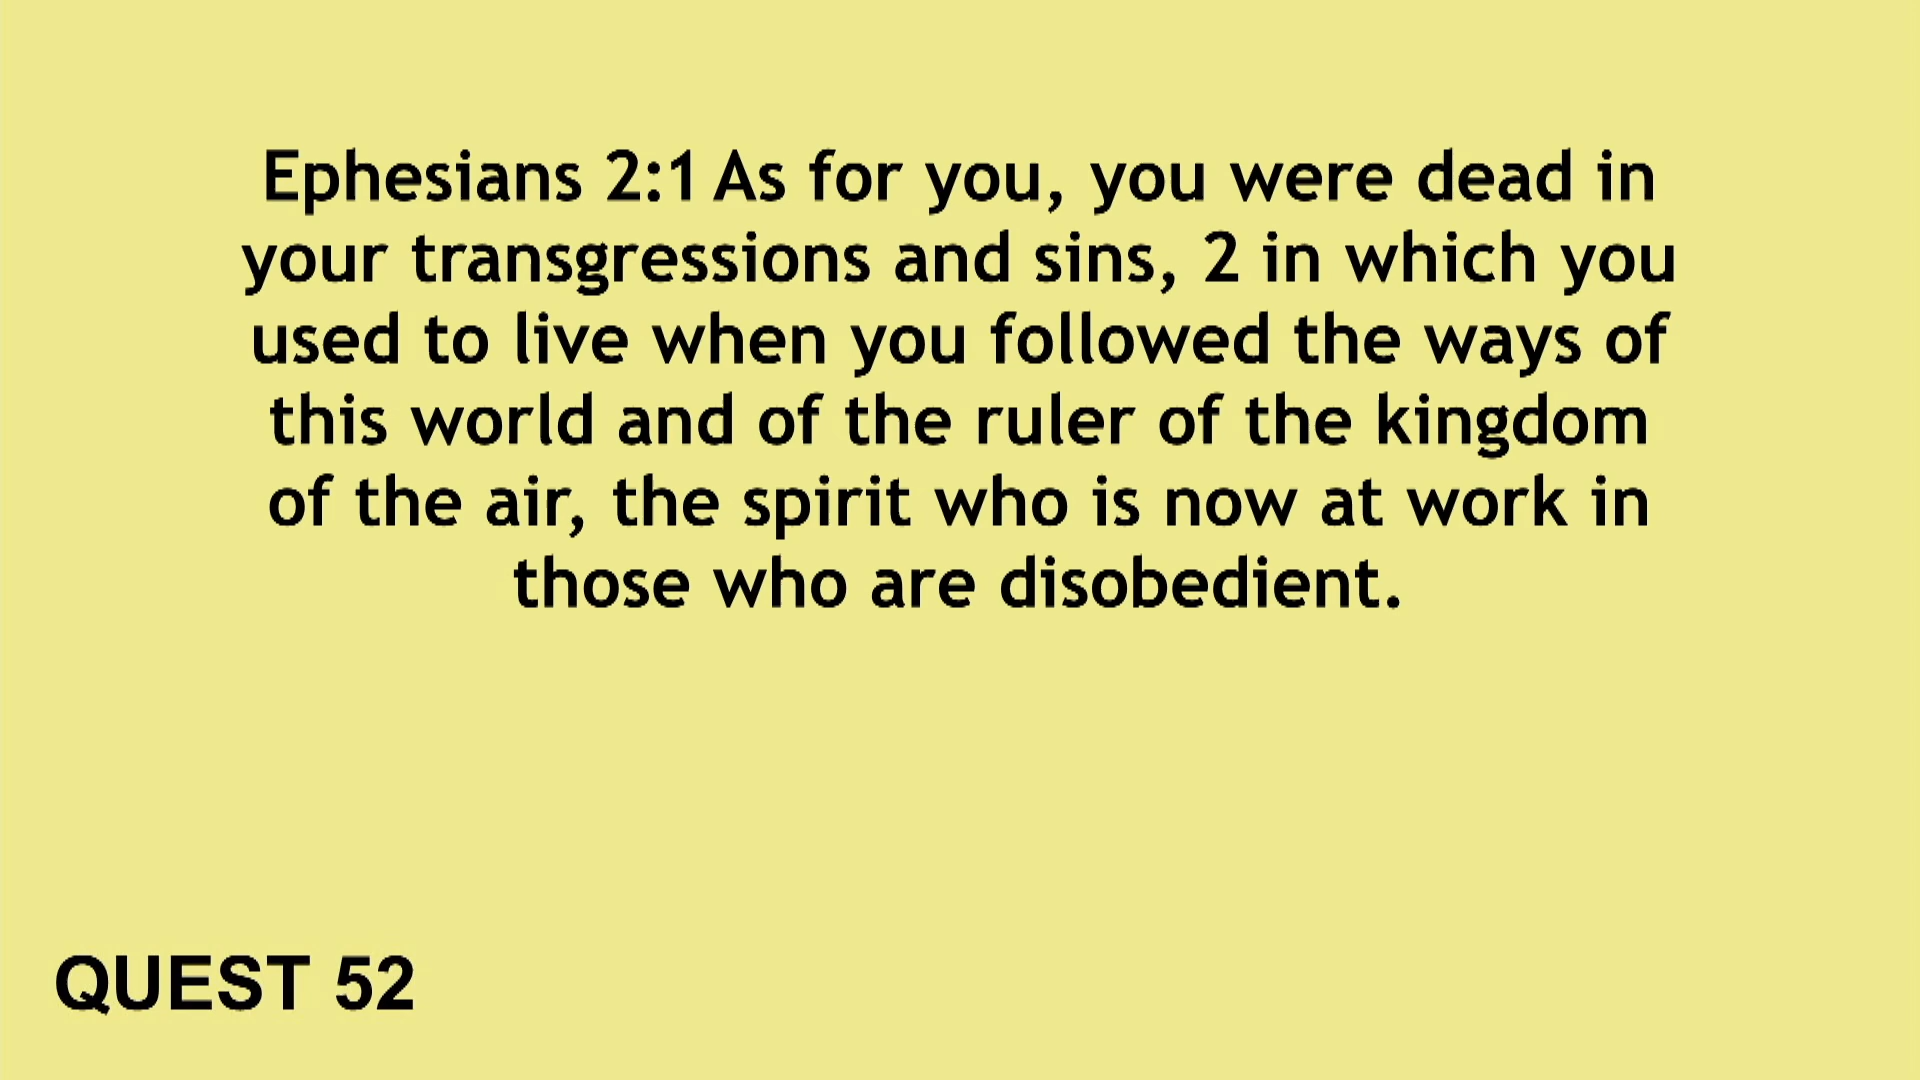 Ephesians 2:1 As for you, you were dead in
your transgressions and sins, 2 in which you
used to live when you followed the ways of
this world and of the ruler of the kingdom
of the air, the spirit who is now at work in
those who are disobedient.
QUEST 52